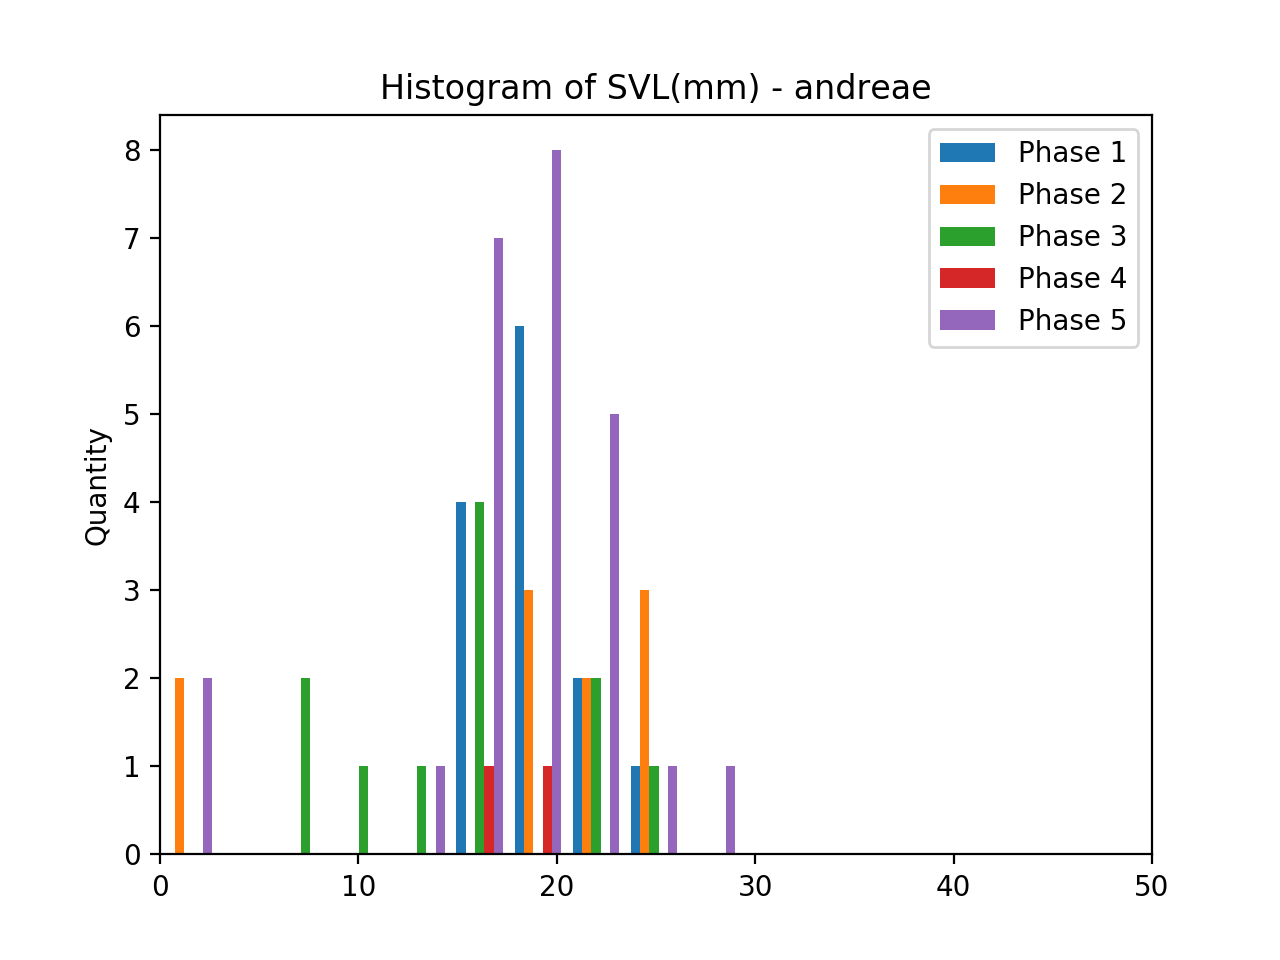 Histogram of SVL(mm) - andreae
Quantity
8
7
6
5
4
3
2
1
0
0 10 20 30 40 50
Phase 1
Phase 2
Phase 3
Phase 4
Phase 5